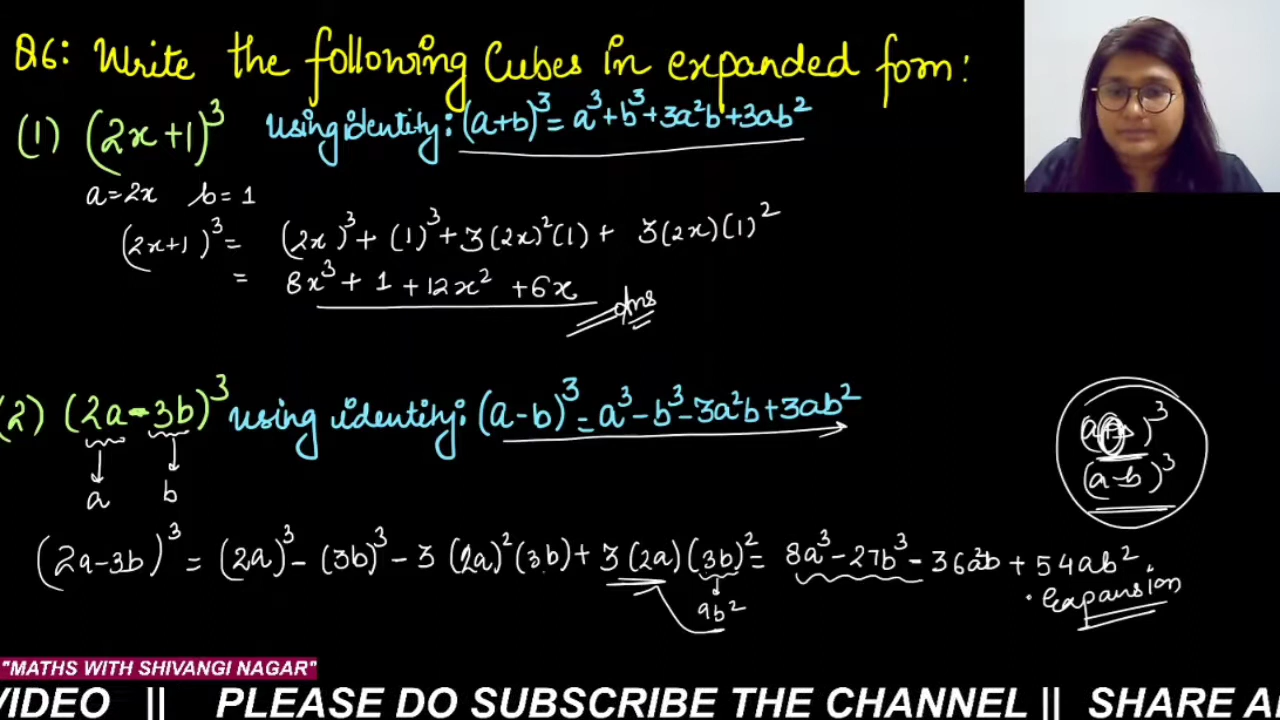 Q6: Write the following Cubes in expanded form:
(1) (2x+1)³ Using identity: (a+b)³ = a³+b³+3a²b+3ab²
a=2x b=1
(2x+1)³ = (2x)³ + (1)³ + 3(2x)²(1) + 3(2x)(1)²
= 8x³ + 1 + 12x² + 6x Ans
(2) (2a-3b)³ using identity: (a-b)³ = a³-b³-3a²b+3ab²
a b
(a-b)³
(2a-3b)³ = (2a)³ - (3b)³ - 3(2a)²(3b) + 3(2a)(3b)² = 8a³-27b³-36a²b + 54ab².
9b² . expansion
"MATHS WITH SHIVANGI NAGAR"
VIDEO || PLEASE DO SUBSCRIBE THE CHANNEL || SHARE A